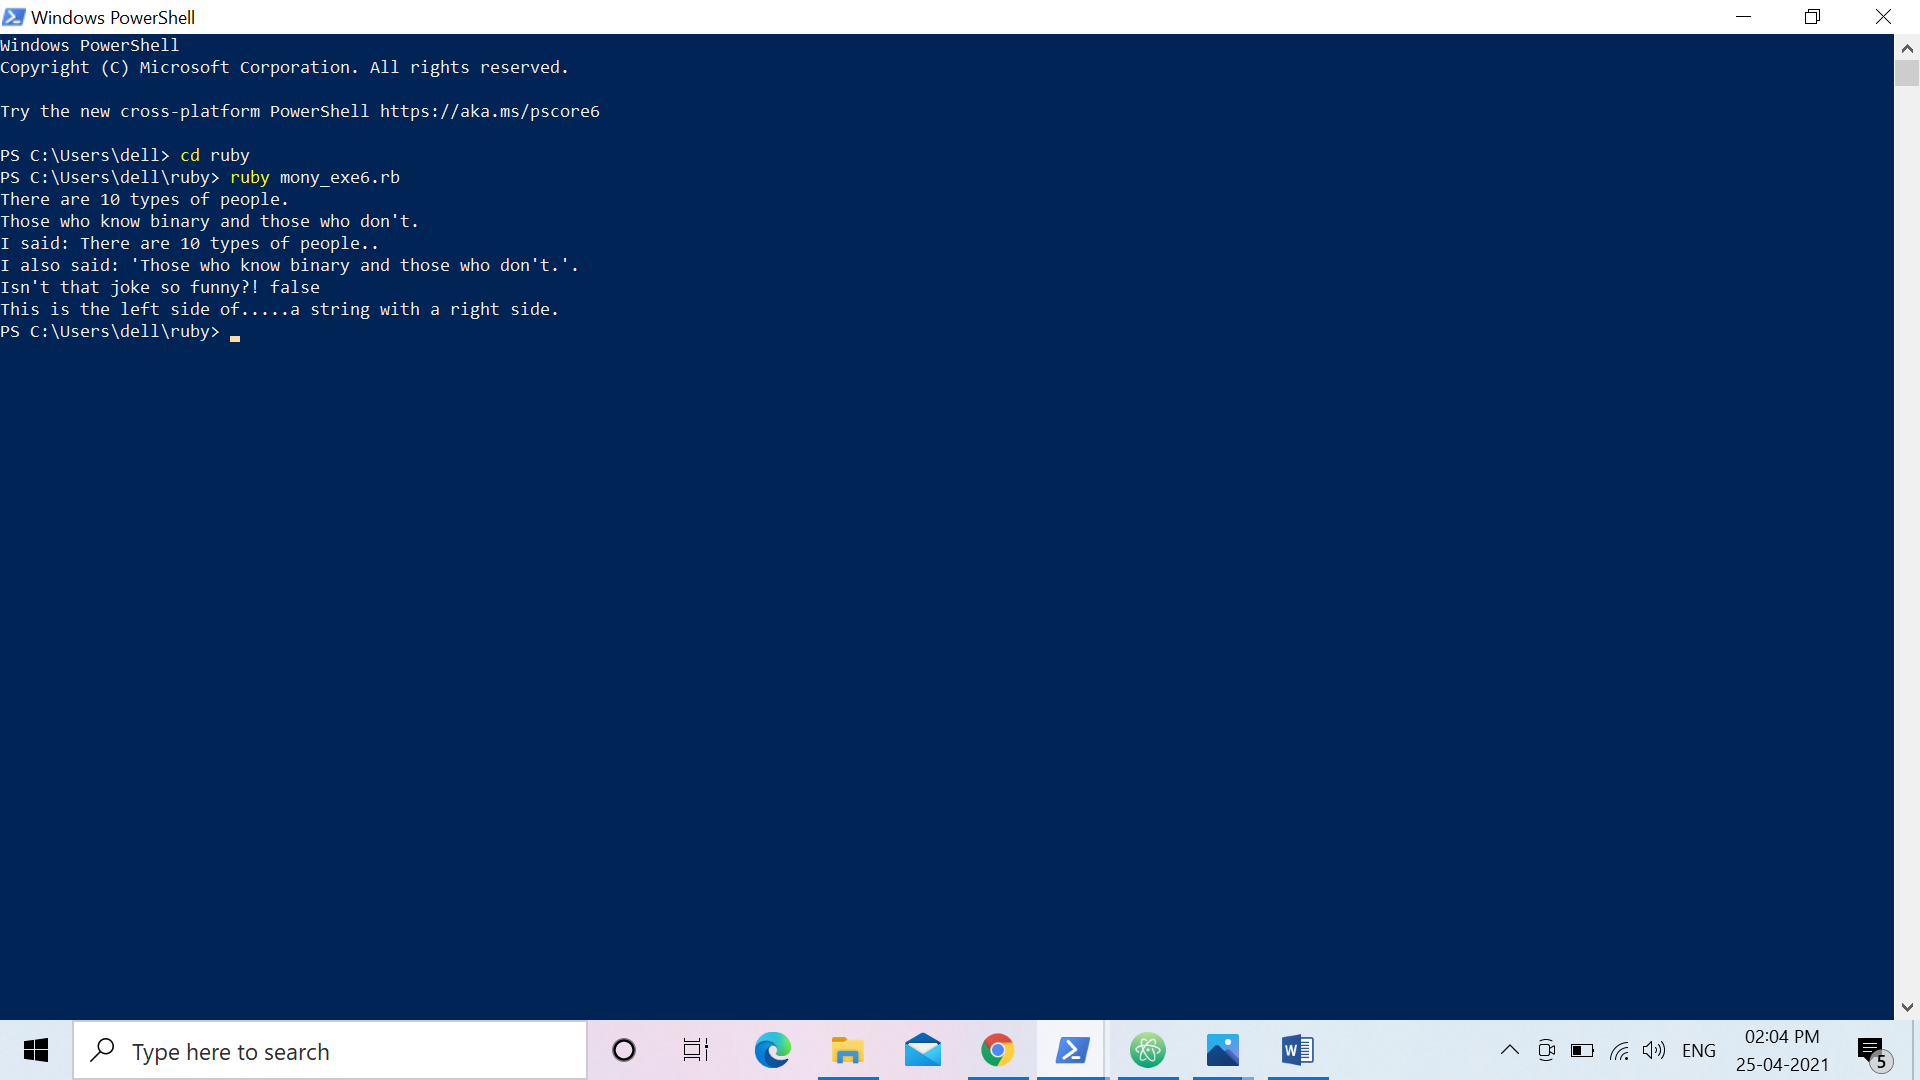 Windows PowerShell
Windows PowerShell
Copyright (C) Microsoft Corporation. All rights reserved.
Try the new cross-platform PowerShell https://aka.ms/pscore6
PS C:\Users\dell> cd ruby
PS C:\Users\dell\ruby> ruby mony_exe6.rb
There are 10 types of people.
Those who know binary and those who don't.
I said: There are 10 types of people..
I also said: 'Those who know binary and those who don't.'.
Isn't that joke so funny?! false
This is the left side of.....a string with a right side.
PS C:\Users\dell\ruby>
Type here to search
W
ENG
02:04 PM
25-04-2021
5